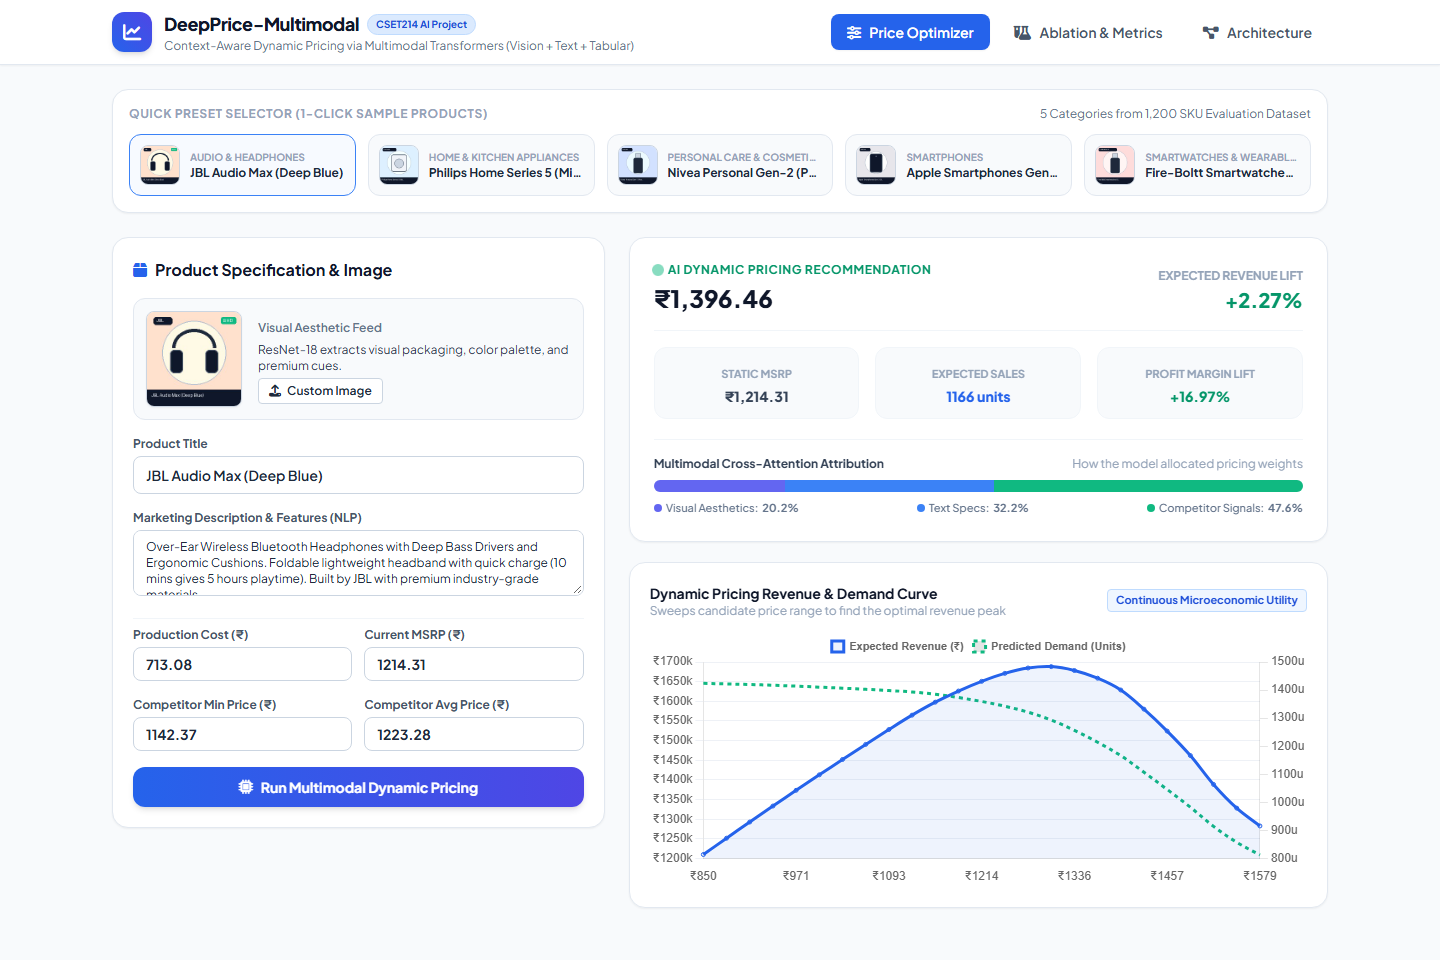 DeepPrice-Multimodal
CSET214 AI Project
Context-Aware Dynamic Pricing via Multimodal Transformers (Vision + Text + Tabular)
Price Optimizer
Ablation & Metrics
Architecture
QUICK PRESET SELECTOR (1-CLICK SAMPLE PRODUCTS)
5 Categories from 1,200 SKU Evaluation Dataset
AUDIO & HEADPHONES
JBL Audio Max (Deep Blue)
HOME & KITCHEN APPLIANCES
Philips Home Series 5 (Mi...
PERSONAL CARE & COSMETI...
Nivea Personal Gen-2 (P...
SMARTPHONES
Apple Smartphones Gen...
SMARTWATCHES & WEARABL...
Fire-Boltt Smartwatche...
Product Specification & Image
JBL
JBL Audio Max (Deep Blue)
Visual Aesthetic Feed
ResNet-18 extracts visual packaging, color palette, and
premium cues.
Custom Image
Product Title
JBL Audio Max (Deep Blue)
Marketing Description & Features (NLP)
Over-Ear Wireless Bluetooth Headphones with Deep Bass Drivers and
Ergonomic Cushions. Foldable lightweight headband with quick charge (10
mins gives 5 hours playtime). Built by JBL with premium industry-grade
materials.
Production Cost (₹)
Current MSRP (₹)
713.08
1214.31
Competitor Min Price (₹)
Competitor Avg Price (₹)
1142.37
1223.28
Run Multimodal Dynamic Pricing
AI DYNAMIC PRICING RECOMMENDATION
₹1,396.46
EXPECTED REVENUE LIFT
+2.27%
STATIC MSRP
₹1,214.31
EXPECTED SALES
1166 units
PROFIT MARGIN LIFT
+16.97%
Multimodal Cross-Attention Attribution
How the model allocated pricing weights
Visual Aesthetics: 20.2%
Text Specs: 32.2%
Competitor Signals: 47.6%
Dynamic Pricing Revenue & Demand Curve
Sweeps candidate price range to find the optimal revenue peak
Continuous Microeconomic Utility
Expected Revenue (₹)
Predicted Demand (Units)
₹1700k
₹1650k
₹1600k
₹1550k
₹1500k
₹1450k
₹1400k
₹1350k
₹1300k
₹1250k
₹1200k
1500u
1400u
1300u
1200u
1100u
1000u
900u
800u
₹850
₹971
₹1093
₹1214
₹1336
₹1457
₹1579